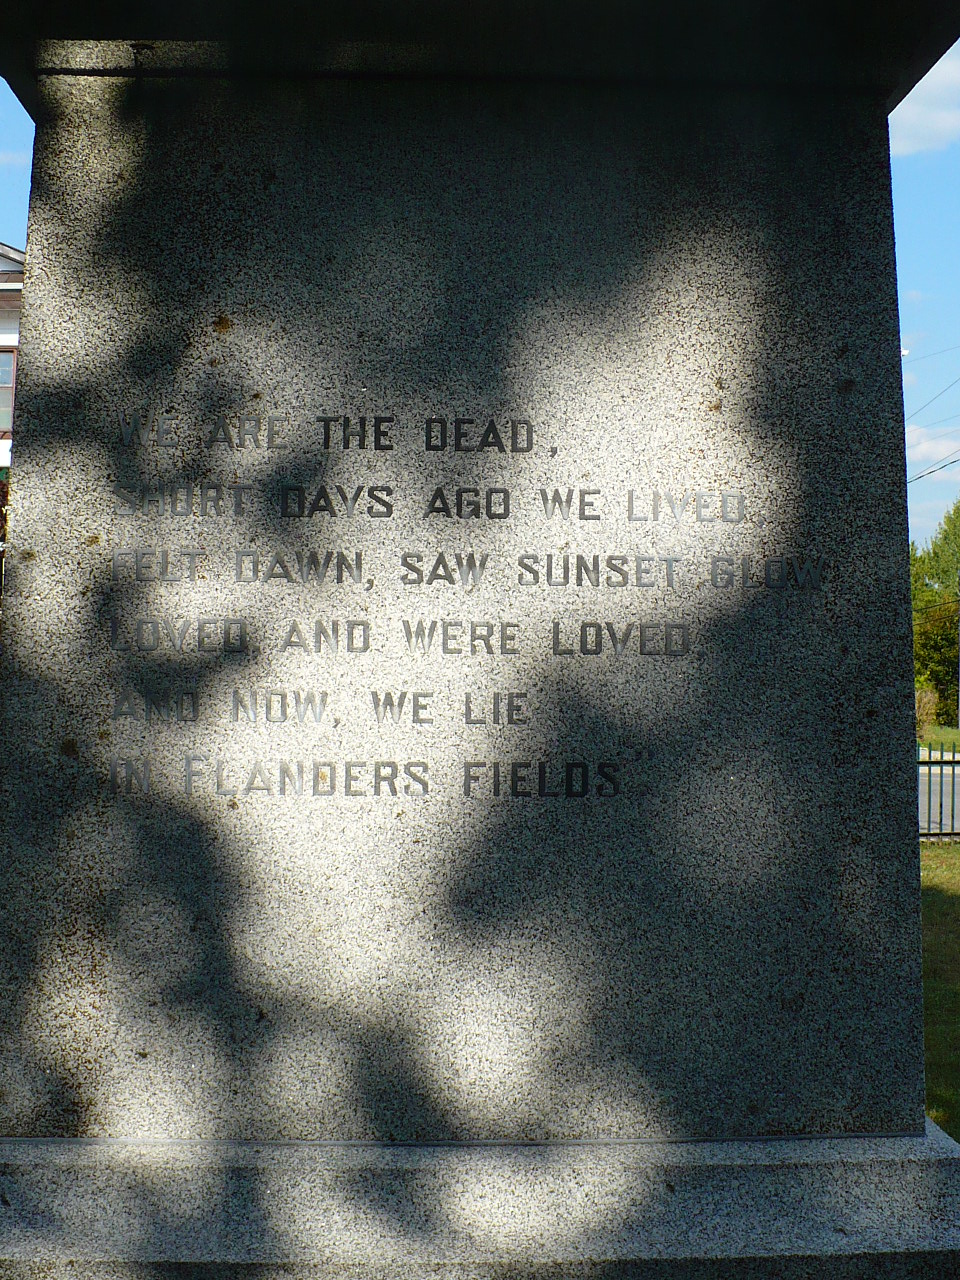 WE ARE THE DEAD,
SHORT DAYS AGO WE LIVED,
FELT DAWN, SAW SUNSET GLOW
LOVED, AND WERE LOVED,
AND NOW, WE LIE
IN FLANDERS FIELDS